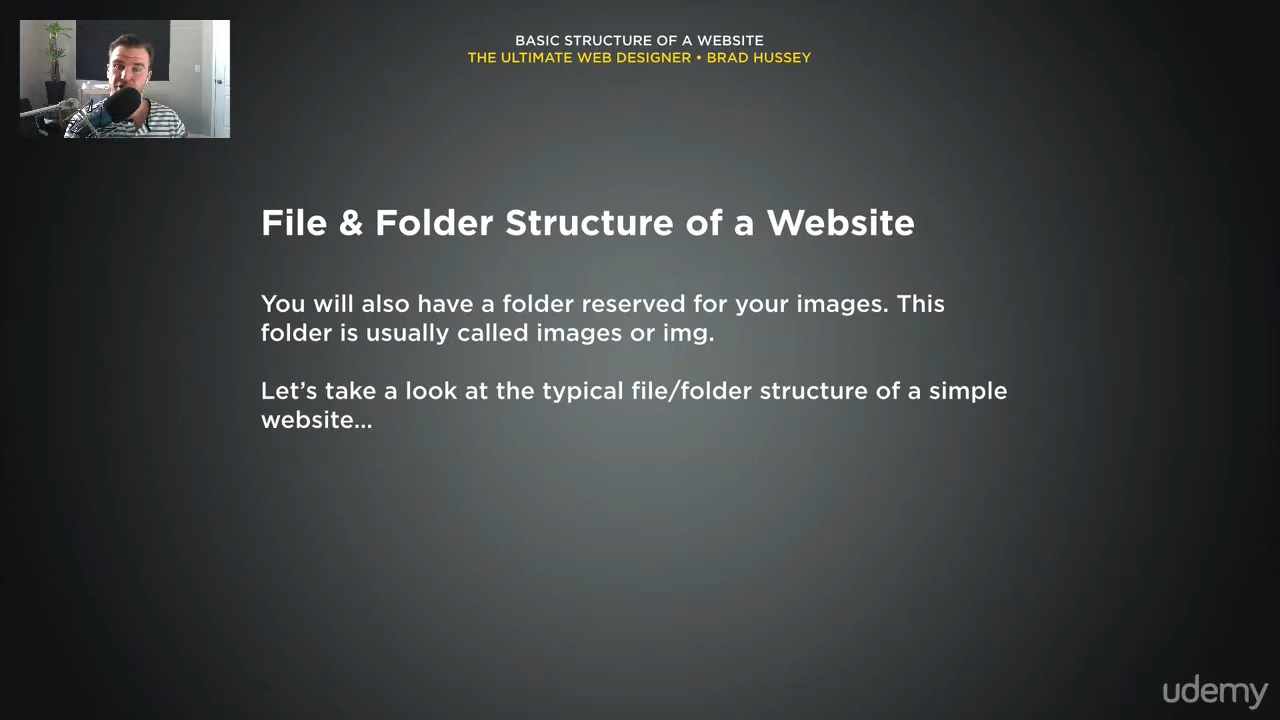 BASIC STRUCTURE OF A WEBSITE
THE ULTIMATE WEB DESIGNER • BRAD HUSSEY
File & Folder Structure of a Website
You will also have a folder reserved for your images. This
folder is usually called images or img.
Let’s take a look at the typical file/folder structure of a simple
website...
udemy